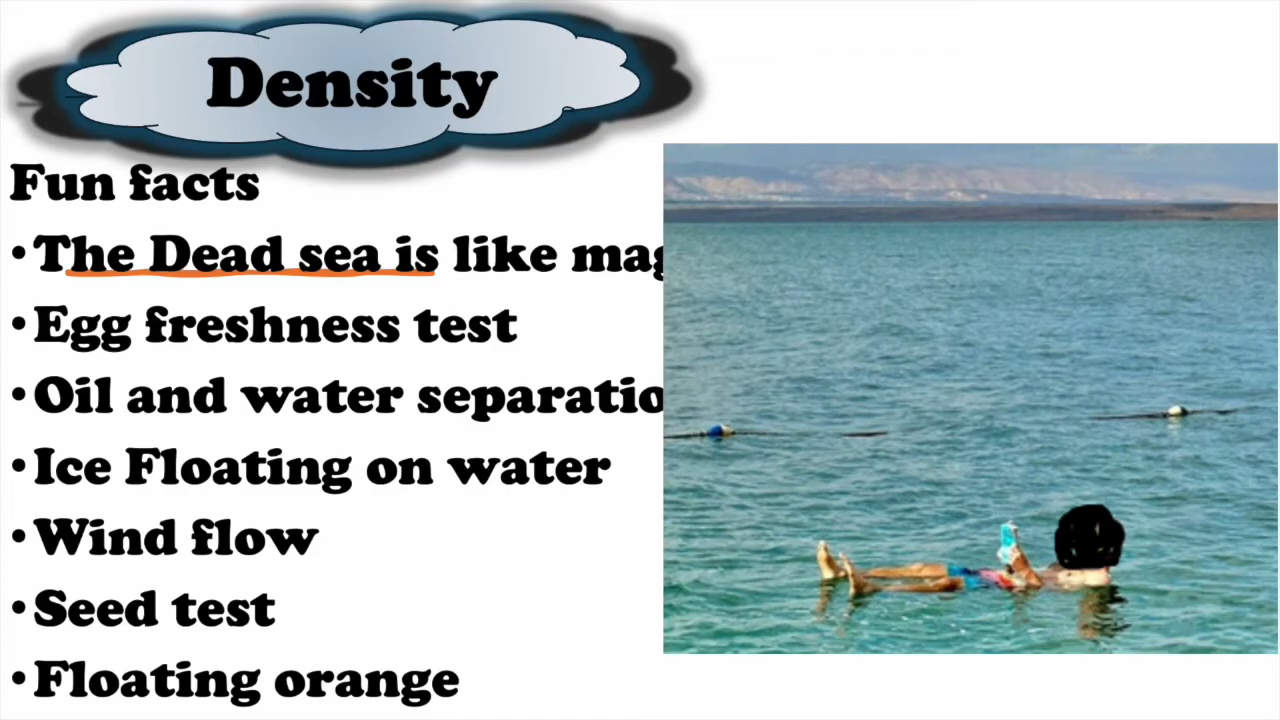 Density
Fun facts
•The Dead sea is like mag
•Egg freshness test
•Oil and water separatio
•Ice Floating on water
•Wind flow
•Seed test
•Floating orange